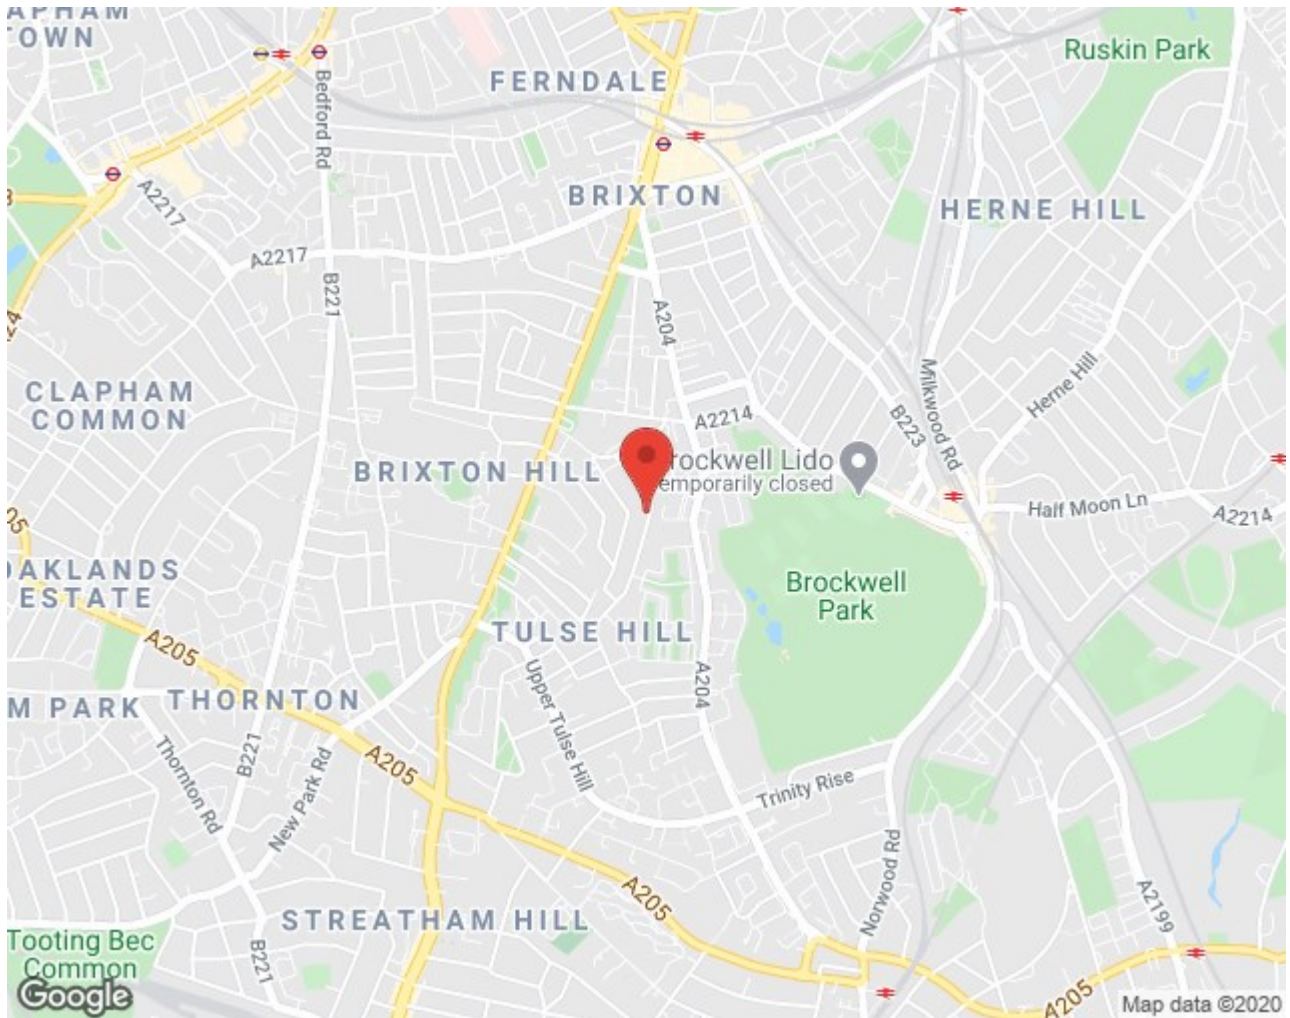 APHAM
TOWN
FERNDALE
Ruskin Park
Bedford Rd
BRIXTON
HERNE HILL
A2217
A2217
B221
A204
CLAPHAM
COMMON
Milkwood Rd
Herne Hill
A2214
B223
BRIXTON HILL
rockwell Lido
emporarily closed
Half Moon Ln
A2214
05
OAKLANDS
ESTATE
Brockwell
Park
TULSE HILL
A205
A204
Upper Tulse Hill
M PARK
THORNTON
B221
Thornton Rd
New Park Rd
A205
Trinity Rise
Norwood Rd
A205
A2199
STREATHAM HILL
Tooting Bec
Common
B221
A205
Google
Map data ©2020